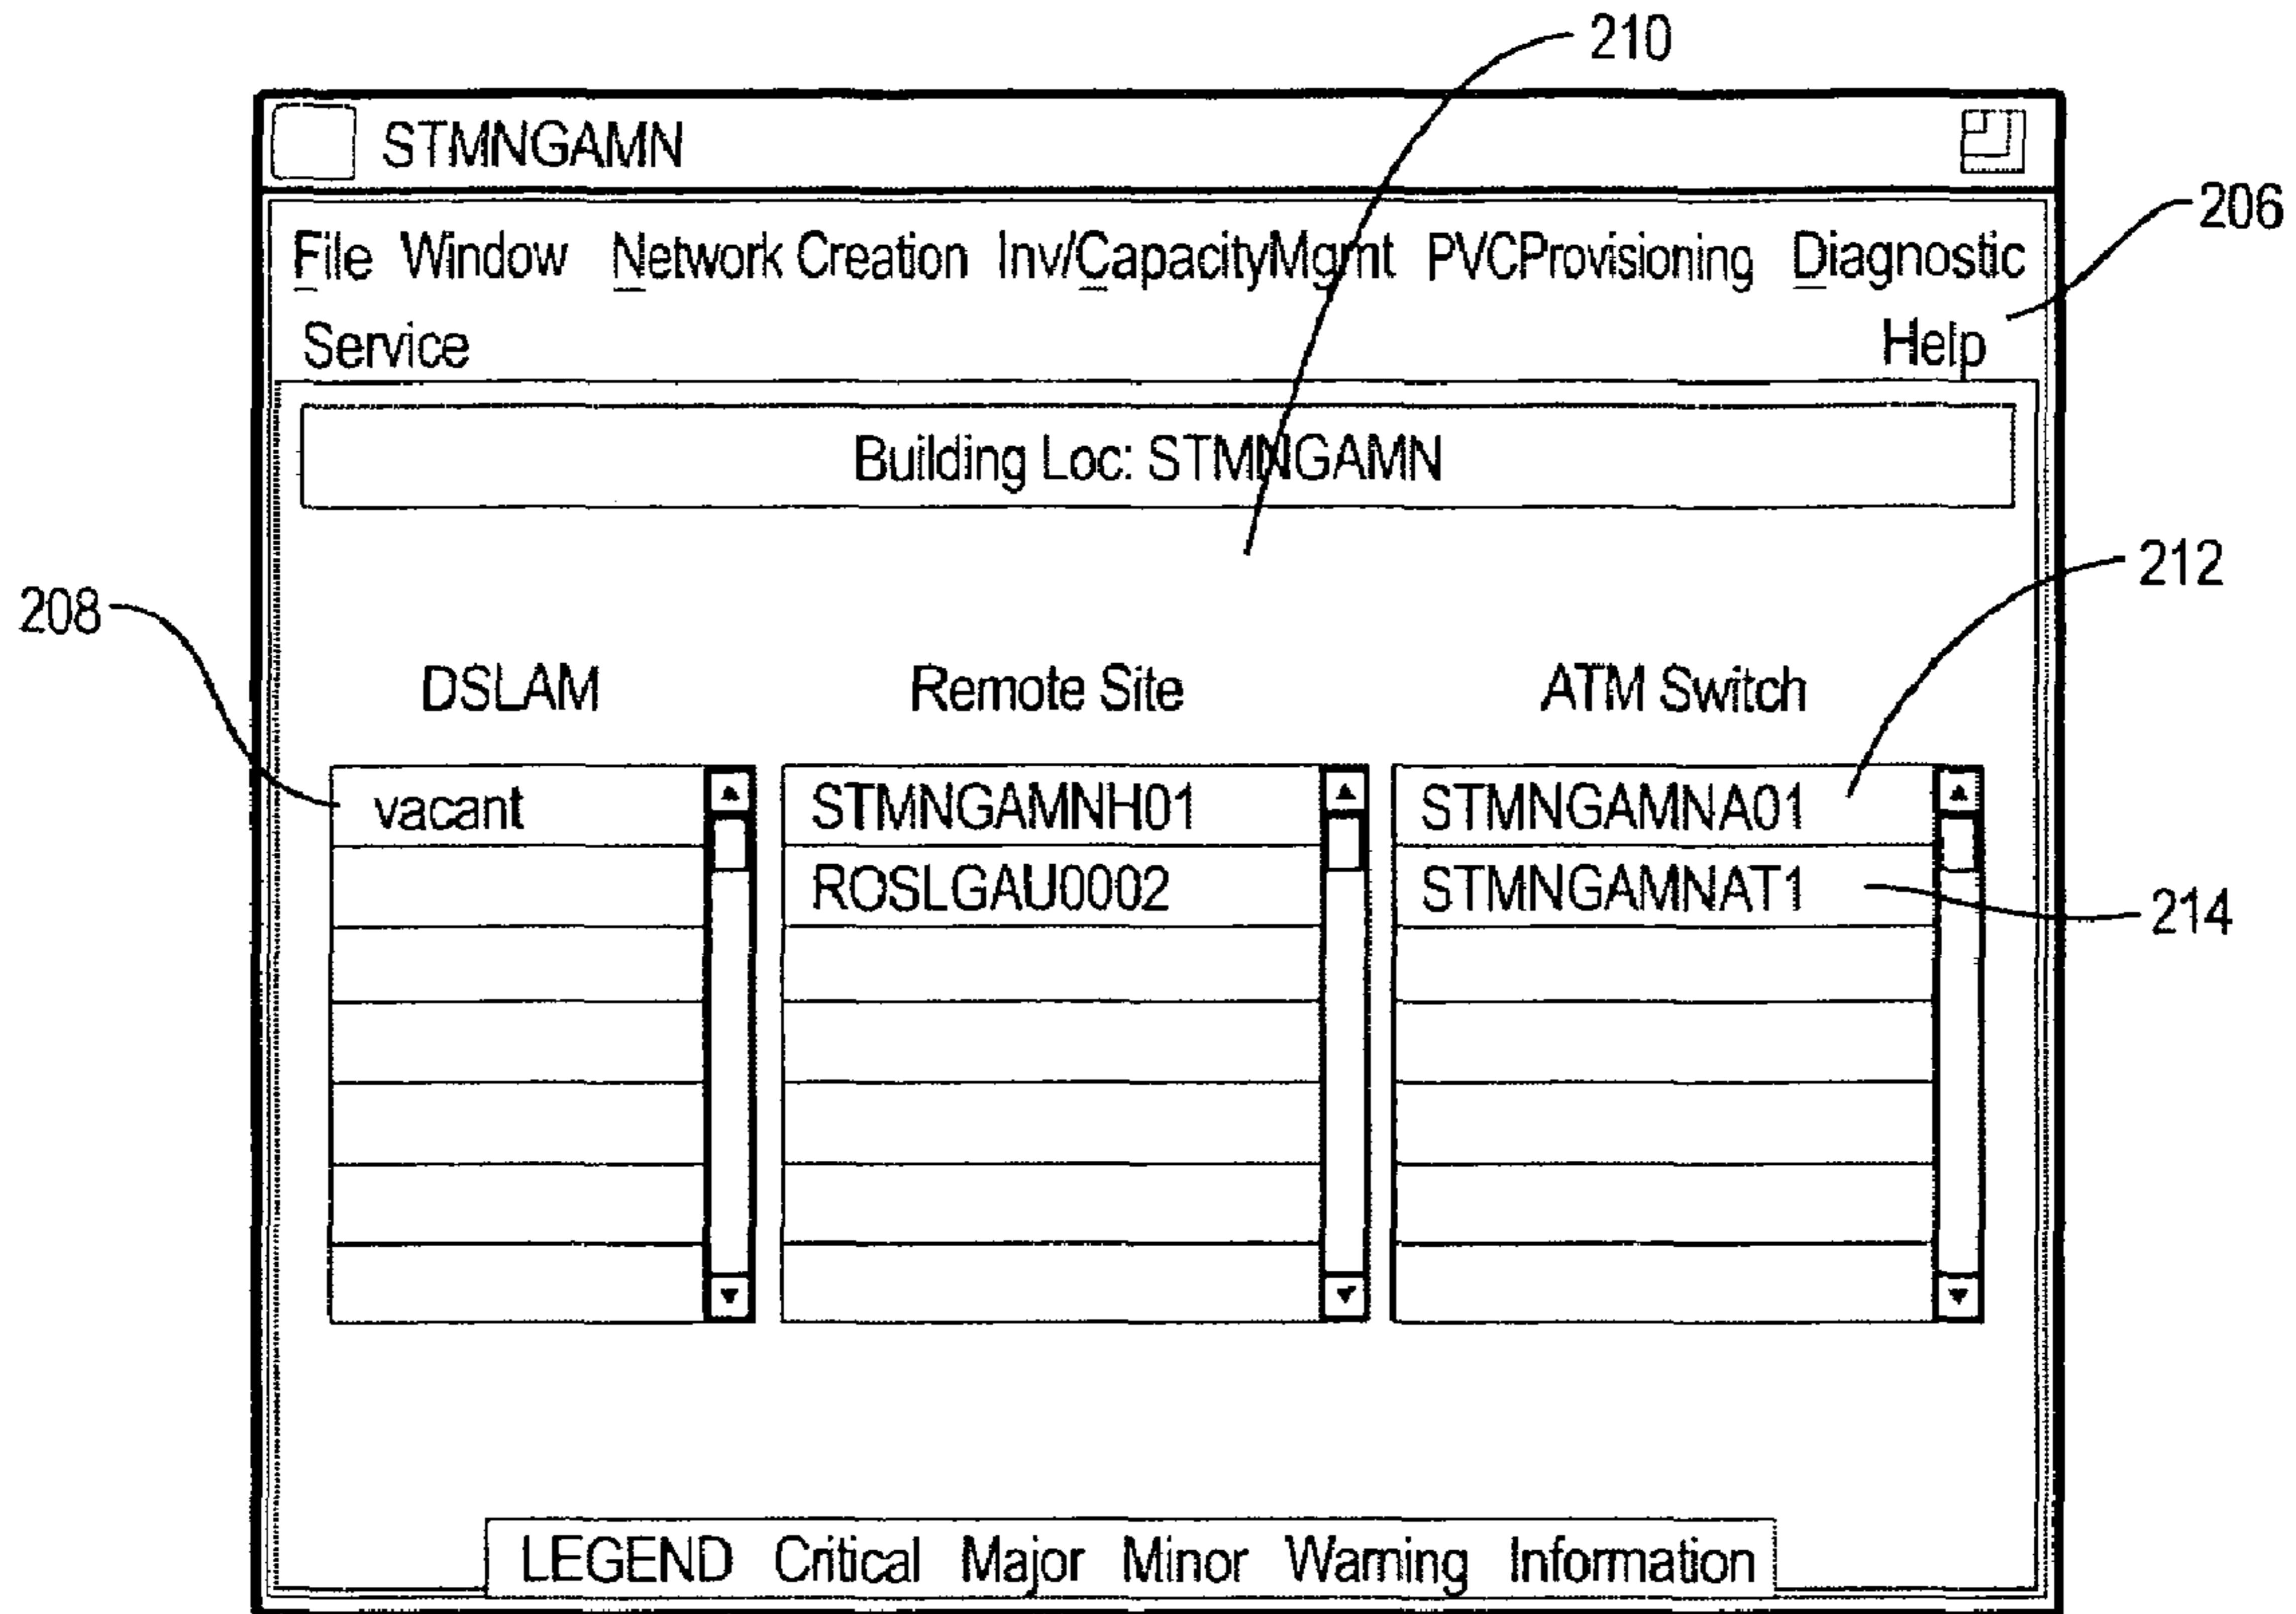 210
STMNGAMN
206
File Window Network Creation Inv/CapacityMgmt PVCProvisioning Diagnostic
Service Help
Building Loc: STMNGAMN
212
208
DSLAM Remote Site ATM Switch
vacant STMNGAMNH01 STMNGAMNA01
ROSLGAU0002 STMNGAMNAT1
214
LEGEND Critical Major Minor Warning Information